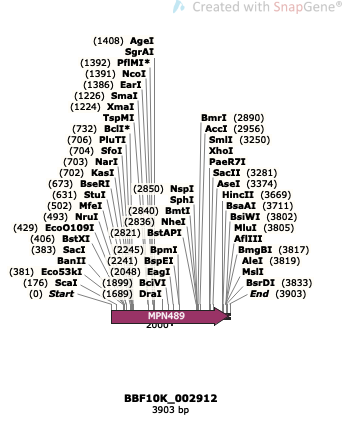 Created with SnapGene®
(1408) AgeI
SgrAI
(1392) PflMI*
(1391) NcoI
(1386) EarI
(1226) SmaI
(1224) XmaI
TspMI
(732) BclI*
(706) PluTI
(704) SfoI
(703) NarI
(702) KasI
(673) BseRI
(631) StuI
(502) MfeI
(493) NruI
(429) EcoO109I
(406) BstXI
(383) SacI
BanII
(381) Eco53kI
(176) ScaI
(0) Start
(2850) NspI
SphI
(2840) BmtI
(2836) NheI
(2821) BstAPI
(2245) BpmI
(2241) BspEI
(2048) EagI
(1899) BciVI
(1689) DraI
BmrI (2890)
AccI (2956)
SmlI (3250)
XhoI
PaeR7I
SacII (3281)
AseI (3374)
HincII (3669)
BsaAI (3711)
BsiWI (3802)
MluI (3805)
AflIII
BmgBI (3817)
AleI (3819)
MslI
BsrDI (3833)
End (3903)
MPN489
2000
BBF10K_002912
3903 bp